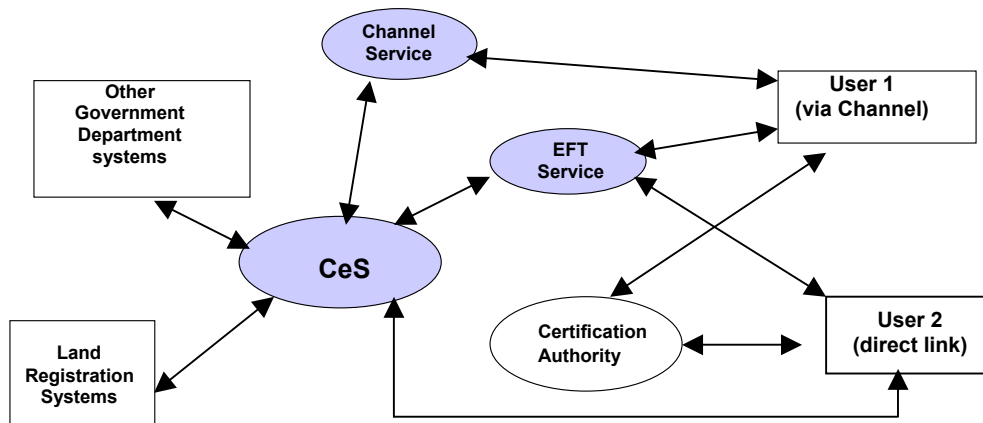 Channel
Service
Other
Government
Department
systems
User 1
(via Channel)
EFT
Service
CeS
Certification
Authority
User 2
(direct link)
Land
Registration
Systems